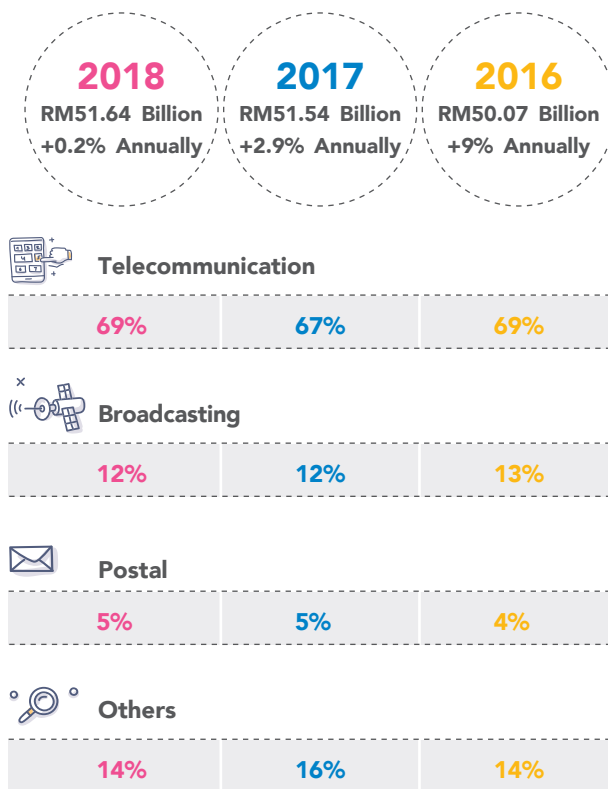 2018 2017 2016
RM51.64 Billion RM51.54 Billion RM50.07 Billion
+0.2% Annually +2.9% Annually +9% Annually
Telecommunication
69% 67% 69%
Broadcasting
12% 12% 13%
Postal
5% 5% 4%
Others
14% 16% 14%